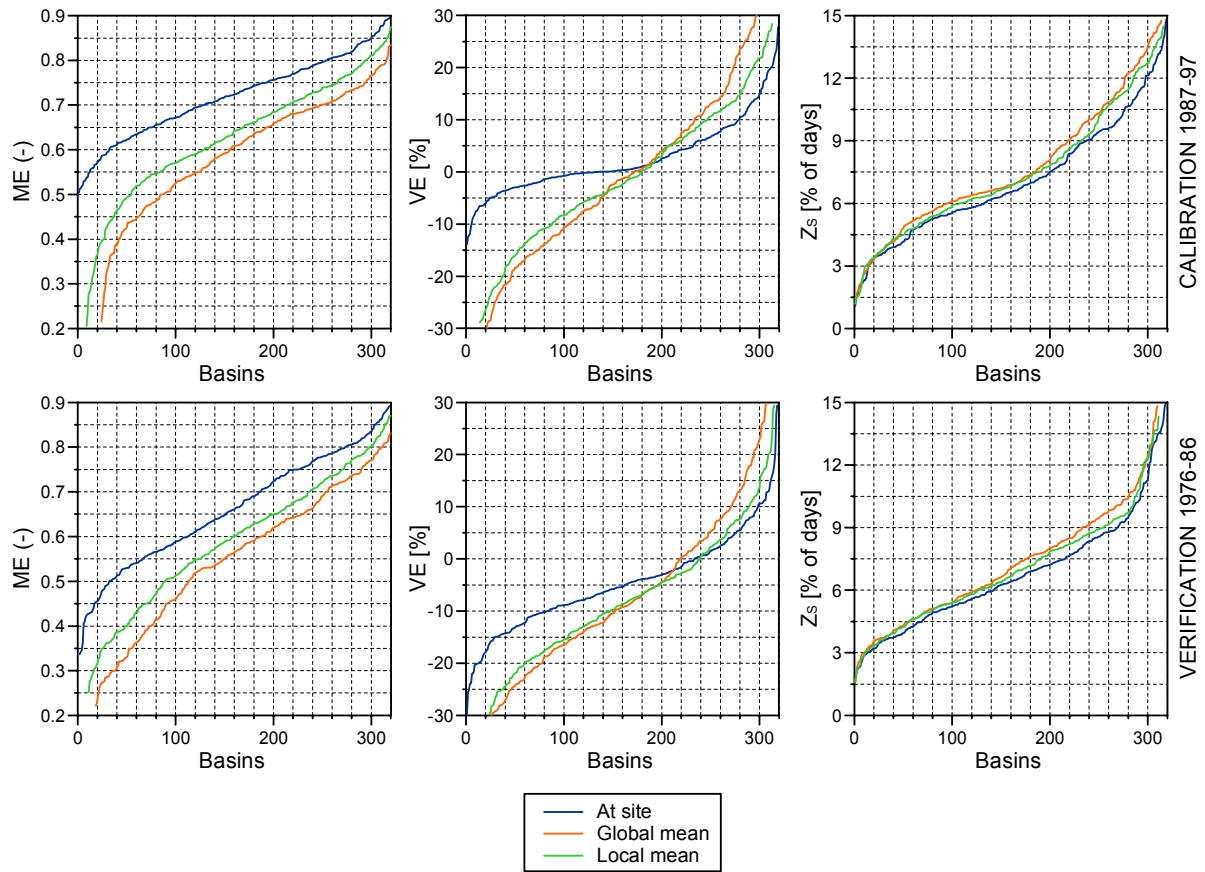 ME (-)
0.9
0.8
0.7
0.6
0.5
0.4
0.3
0.2
0 100 200 300
Basins
VE [%]
30
20
10
0
-10
-20
-30
0 100 200 300
Basins
Zs [% of days]
15
12
9
6
3
0
0 100 200 300
Basins
CALIBRATION 1987-97
ME (-)
0.9
0.8
0.7
0.6
0.5
0.4
0.3
0.2
0 100 200 300
Basins
VE [%]
30
20
10
0
-10
-20
-30
0 100 200 300
Basins
Zs [% of days]
15
12
9
6
3
0
0 100 200 300
Basins
VERIFICATION 1976-86
At site
Global mean
Local mean